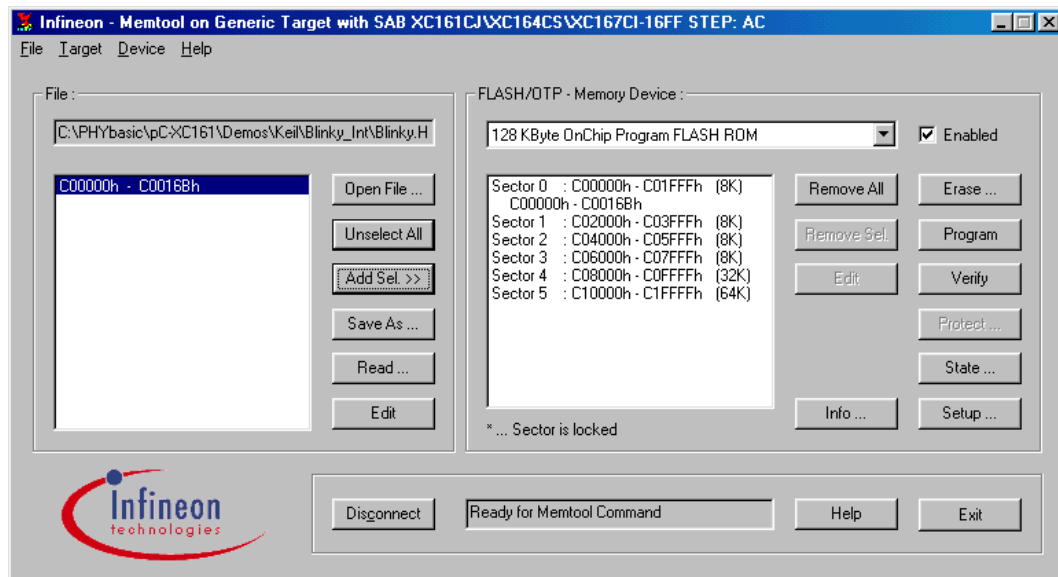 Infineon - Memtool on Generic Target with SAB XC161CJ\XC164CS\XC167CI-16FF STEP: AC
File Target Device Help
File :
C:\PHYbasic\pC-XC161\Demos\Keil\Blinky_Int\Blinky.H
C00000h - C0016Bh
Open File ...
Unselect All
Add Sel. >>
Save As ...
Read ...
Edit
FLASH/OTP - Memory Device :
128 KByte OnChip Program FLASH ROM
Enabled
Sector 0 : C00000h - C01FFFh (8K)
C00000h - C0016Bh
Sector 1 : C02000h - C03FFFh (8K)
Sector 2 : C04000h - C05FFFh (8K)
Sector 3 : C06000h - C07FFFh (8K)
Sector 4 : C08000h - C0FFFFh (32K)
Sector 5 : C10000h - C1FFFFh (64K)
* ... Sector is locked
Remove All
Remove Sel.
Edit
Info ...
Erase ...
Program
Verify
Protect ...
State ...
Setup ...
Infineon
technologies
Disconnect
Ready for Memtool Command
Help
Exit